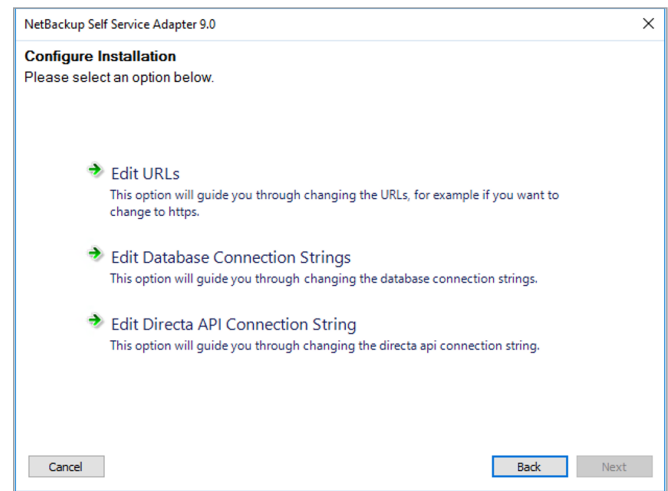 NetBackup Self Service Adapter 9.0
Configure Installation
Please select an option below.
Edit URLs
This option will guide you through changing the URLs, for example if you want to
change to https.
Edit Database Connection Strings
This option will guide you through changing the database connection strings.
Edit Directa API Connection String
This option will guide you through changing the directa api connection string.
Cancel
Back
Next